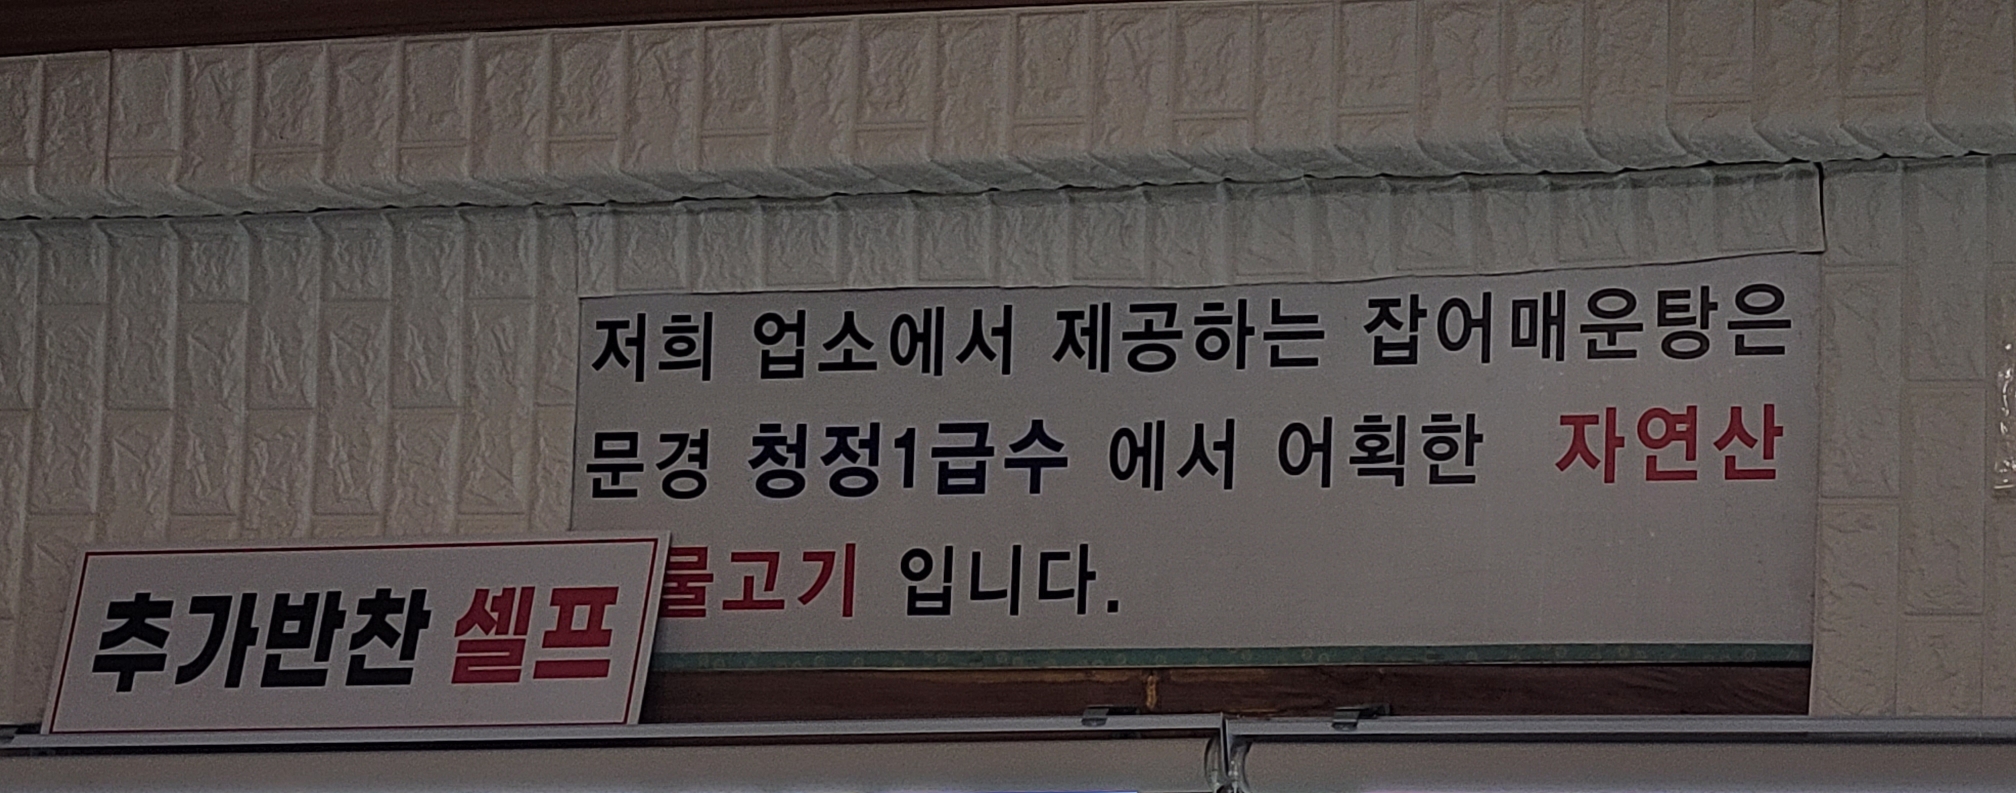 저희 업소에서 제공하는 잡어매운탕은
문경 청정1급수 에서 어획한 자연산
물고기 입니다.
추가반찬 셀프